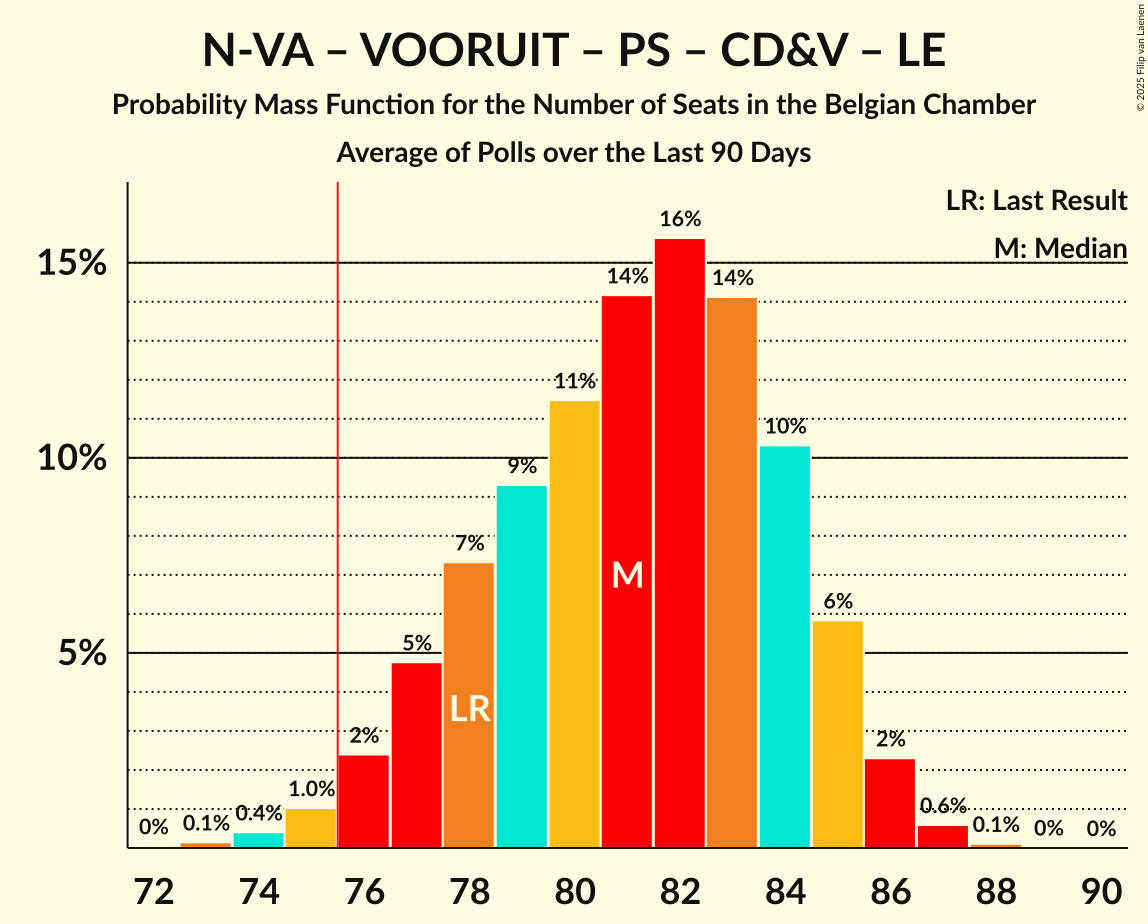 N-VA – VOORUIT – PS – CD&V – LE
Probability Mass Function for the Number of Seats in the Belgian Chamber
Average of Polls over the Last 90 Days
© 2025 Filip van Laenen
LR: Last Result
M: Median
15%
10%
5%
0%
0.1%
0.4%
1.0%
2%
5%
7%
9%
11%
14%
16%
14%
10%
6%
2%
0.6%
0.1%
0%
0%
LR
M
72 74 76 78 80 82 84 86 88 90